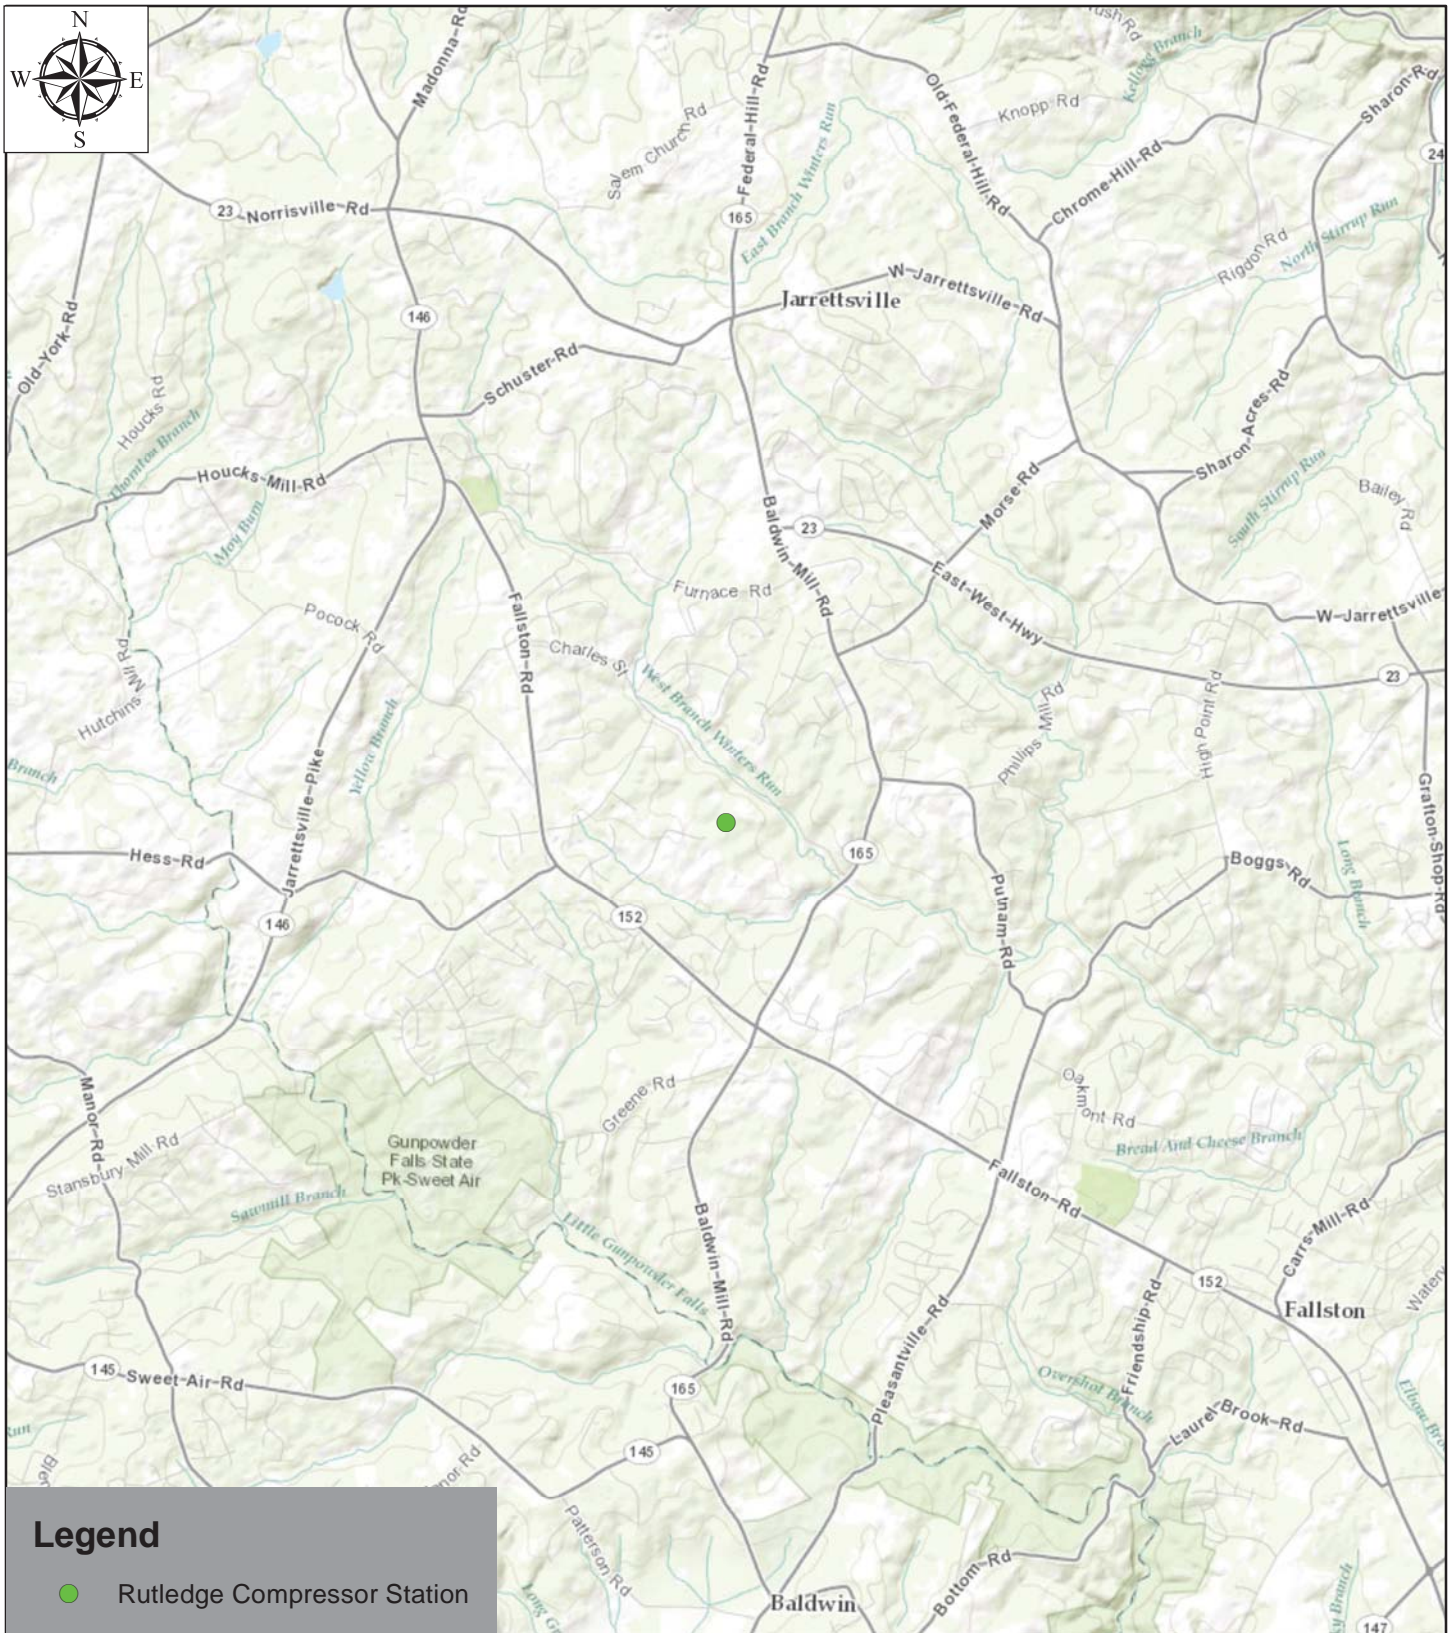 N
W E
S
Madonna-Rd
ush Rd
Kellogg Branch
Federal-Hill-Rd
Old-Federal-Hill-Rd
Knopp Rd
Sharon-Rd
Salem Church Rd
Chrome-Hill-Rd
24
23 Norrisville-Rd
165
East Branch Winters Run
Rigdon Rd
North Stirrup Run
146
Jarrettsville
W-Jarrettsville-Rd
Old-York-Rd
Schuster-Rd
Houcks Rd
Thornton Branch
Sharon-Acres-Rd
Houcks-Mill-Rd
South Stirrup Run
Morse-Rd
Bailey Rd
Baldwin-Mill-Rd
23
East-West-Hwy
Furnace Rd
Fallston-Rd
Pocock Rd
W-Jarrettsville-
Charles St
Hutchins Mill Rd
West Branch Winters Run
Phillips Mill Rd
High Point Rd
23
Yellow Branch
Branch
Jarrettsville-Pike
Grafton-Shop-Rd
Hess-Rd
165
Boggs-Rd
Long Branch
Putnam-Rd
146
152
Manor-Rd
Greene-Rd
Oakmont Rd
Gunpowder
Falls State
Pk-Sweet Air
Stansbury Mill-Rd
Bread And Cheese Branch
Fallston-Rd
Sawmill Branch
Little Gunpowder Falls
Baldwin-Mill-Rd
Carrs-Mill-Rd
152
Fallston
Friendship-Rd
Pleasantville-Rd
145 Sweet-Air-Rd
165
Overshot Branch
Laurel-Brook-Rd
Run
145
Patterson Rd
Bottom-Rd
Baldwin
147
Legend
Rutledge Compressor Station